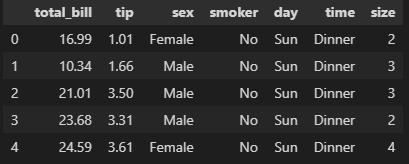 total_bill tip sex smoker day time size
0 16.99 1.01 Female No Sun Dinner 2
1 10.34 1.66 Male No Sun Dinner 3
2 21.01 3.50 Male No Sun Dinner 3
3 23.68 3.31 Male No Sun Dinner 2
4 24.59 3.61 Female No Sun Dinner 4